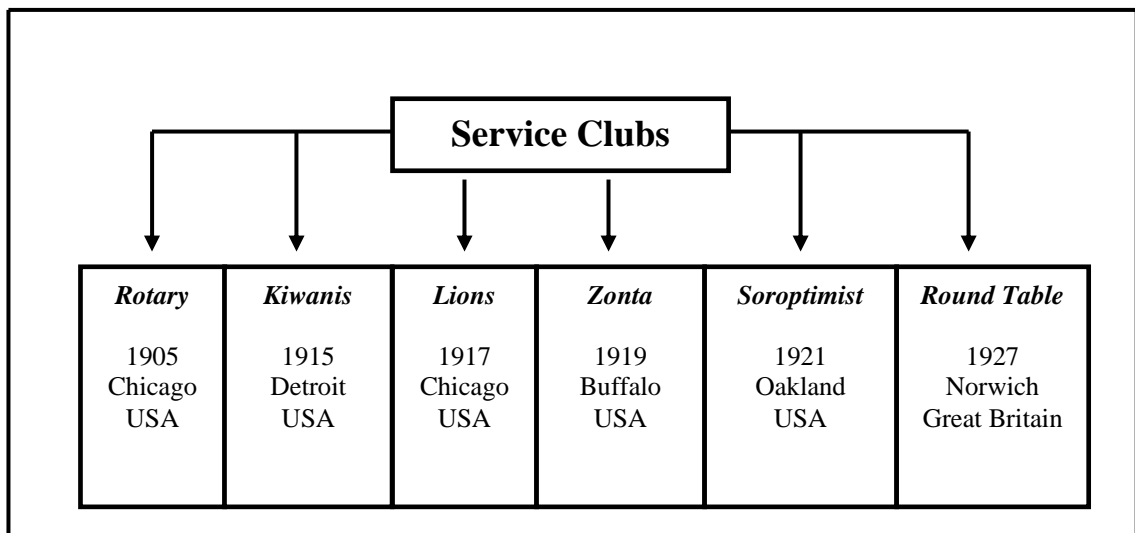 Service Clubs
Rotary
1905
Chicago
USA
Kiwanis
1915
Detroit
USA
Lions
1917
Chicago
USA
Zonta
1919
Buffalo
USA
Soroptimist
1921
Oakland
USA
Round Table
1927
Norwich
Great Britain